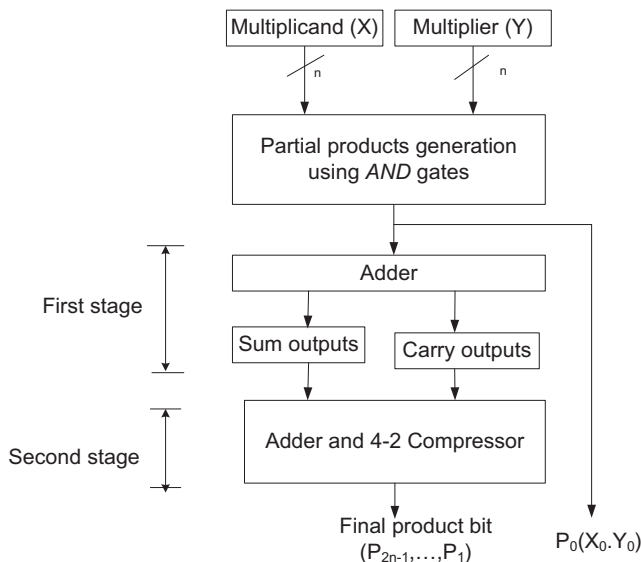 Multiplicand (X)
Multiplier (Y)
n
n
Partial products generation
using AND gates
Adder
First stage
Sum outputs
Carry outputs
Adder and 4-2 Compressor
Second stage
Final product bit
(P2n-1,...,P1)
P0(X0.Y0)